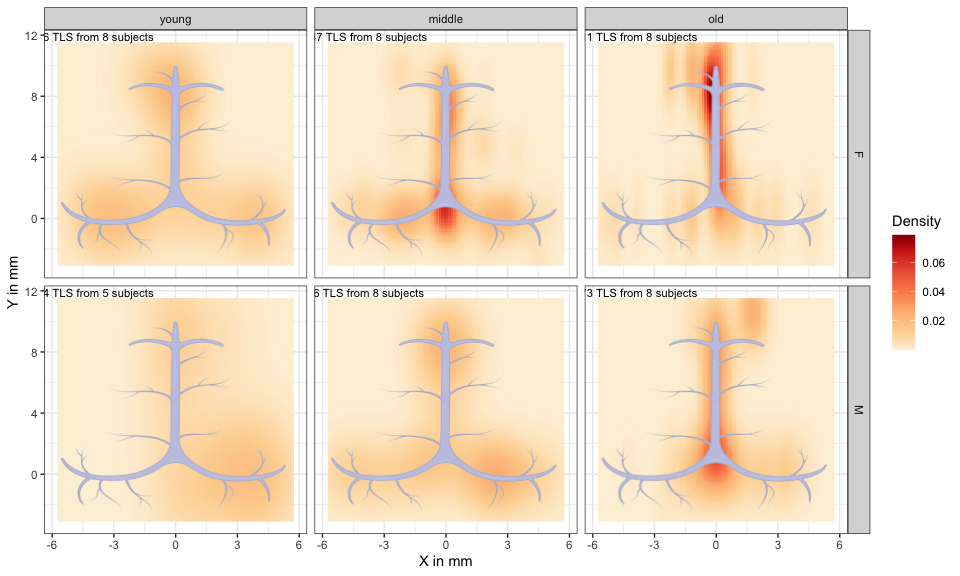 young
middle
old
6 TLS from 8 subjects
7 TLS from 8 subjects
1 TLS from 8 subjects
12
8
4
0
F
4 TLS from 5 subjects
6 TLS from 8 subjects
3 TLS from 8 subjects
12
8
4
0
M
-6
-3
0
3
6
-6
-3
0
3
6
-6
-3
0
3
6
X in mm
Y in mm
Density
0.06
0.04
0.02